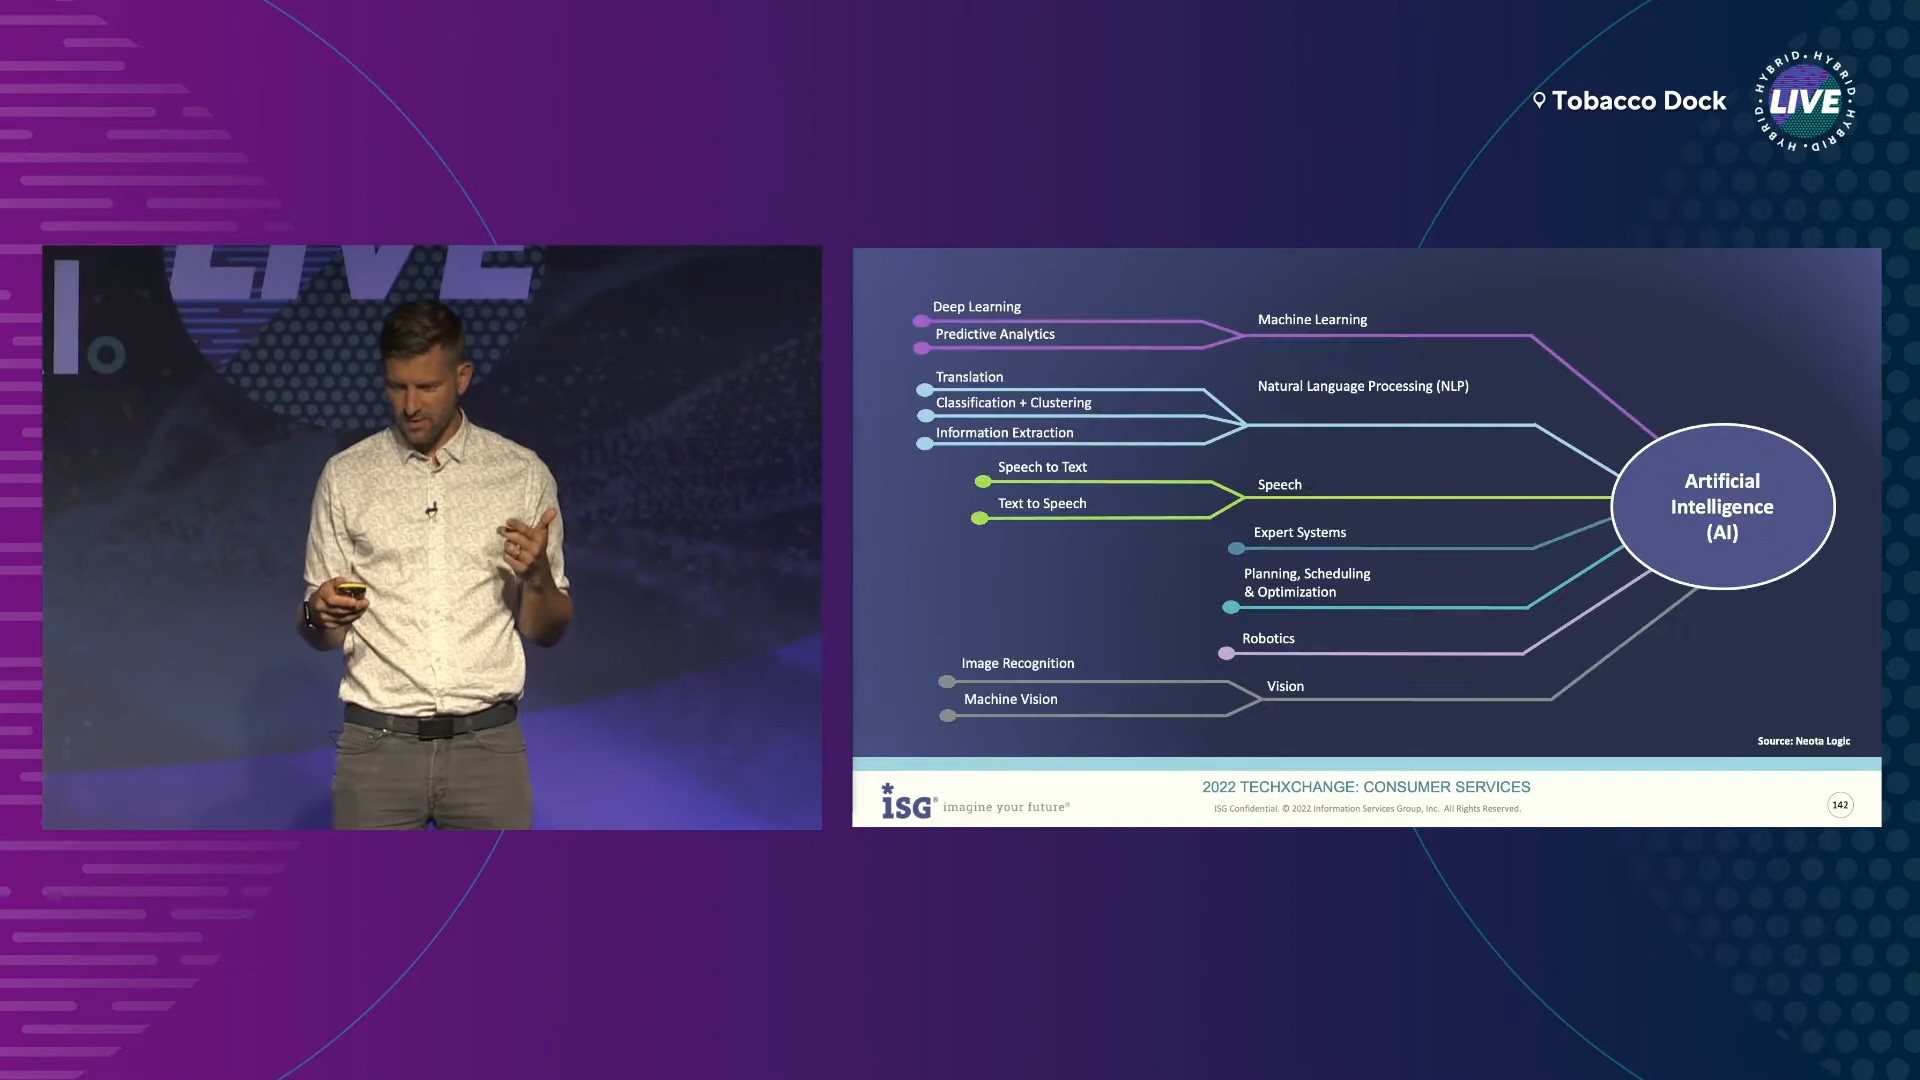 Tobacco Dock
HYBRID • HYBRID • HYBRID • HYBRID •
LIVE
LIVE
Deep Learning
Predictive Analytics
Machine Learning
Translation
Classification + Clustering
Information Extraction
Natural Language Processing (NLP)
Speech to Text
Text to Speech
Speech
Expert Systems
Planning, Scheduling
& Optimization
Robotics
Image Recognition
Machine Vision
Vision
Artificial
Intelligence
(AI)
Source: Neota Logic
ISG® imagine your future®
2022 TECHXCHANGE: CONSUMER SERVICES
ISG Confidential. © 2022 Information Services Group, Inc. All Rights Reserved.
142